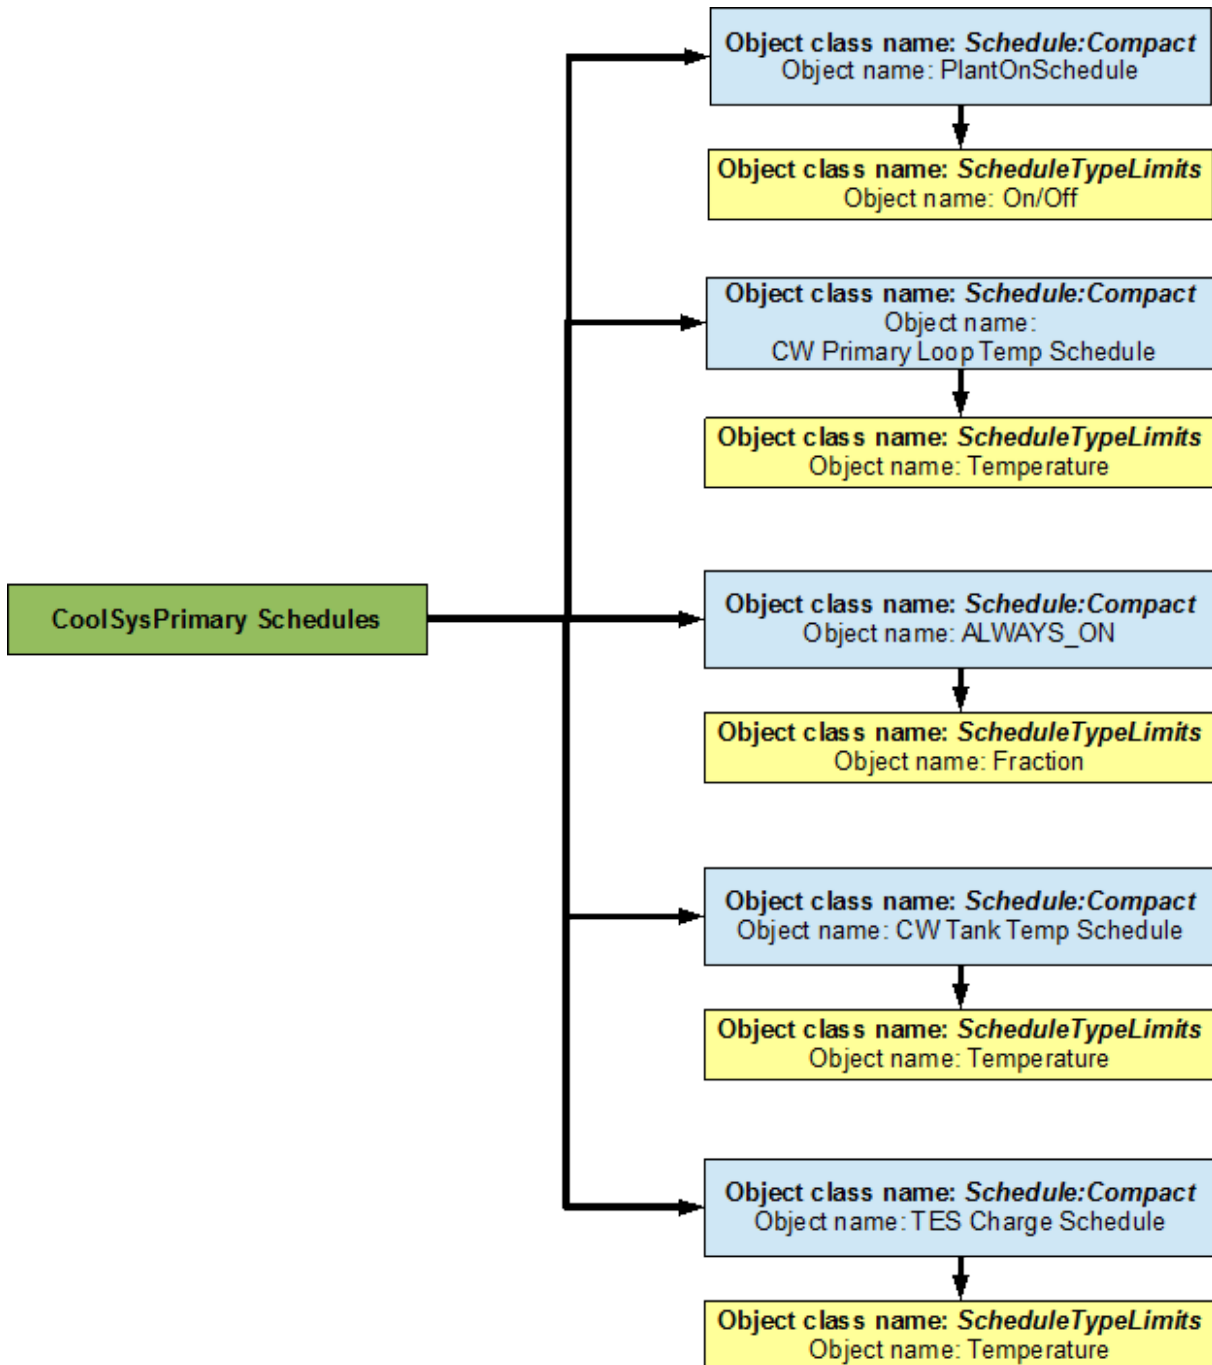 Object class name: Schedule:Compact
Object name: PlantOnSchedule
Object class name: ScheduleTypeLimits
Object name: On/Off
Object class name: Schedule:Compact
Object name:
CW Primary Loop Temp Schedule
Object class name: ScheduleTypeLimits
Object name: Temperature
CoolSysPrimary Schedules
Object class name: Schedule:Compact
Object name: ALWAYS_ON
Object class name: ScheduleTypeLimits
Object name: Fraction
Object class name: Schedule:Compact
Object name: CW Tank Temp Schedule
Object class name: ScheduleTypeLimits
Object name: Temperature
Object class name: Schedule:Compact
Object name: TES Charge Schedule
Object class name: ScheduleTypeLimits
Object name: Temperature